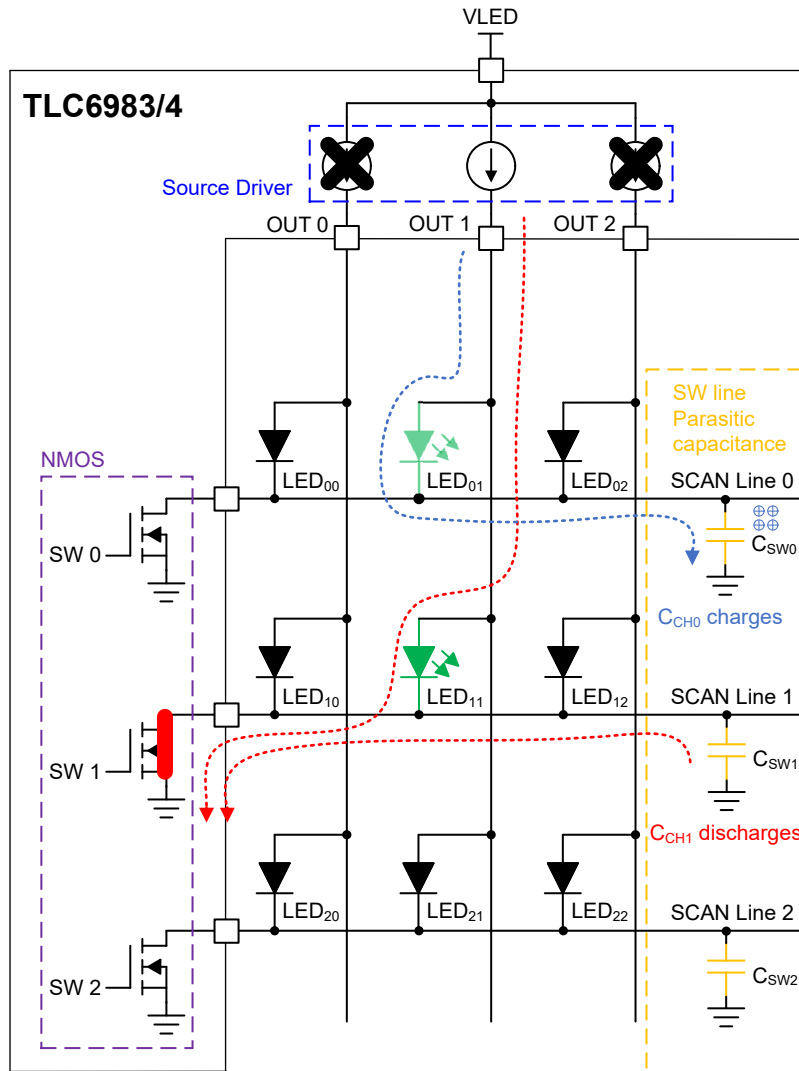 VLED
TLC6983/4
Source Driver
OUT 0
OUT 1
OUT 2
SW line
Parasitic
capacitance
NMOS
LED00
LED01
LED02
SCAN Line 0
SW 0
CSW0
CCH0 charges
LED10
LED11
LED12
SCAN Line 1
SW 1
CSW1
CCH1 discharges
LED20
LED21
LED22
SCAN Line 2
SW 2
CSW2